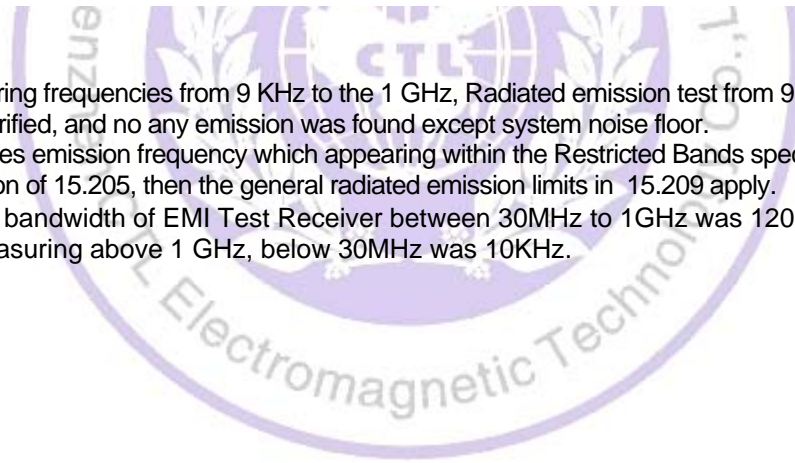 CTL
ring frequencies from 9 KHz to the 1 GHz, Radiated emission test from 9
rified, and no any emission was found except system noise floor.
es emission frequency which appearing within the Restricted Bands spec
on of 15.205, then the general radiated emission limits in 15.209 apply.
bandwidth of EMI Test Receiver between 30MHz to 1GHz was 120
asuring above 1 GHz, below 30MHz was 10KHz.
enzhen CTL Electromagnetic Technolo